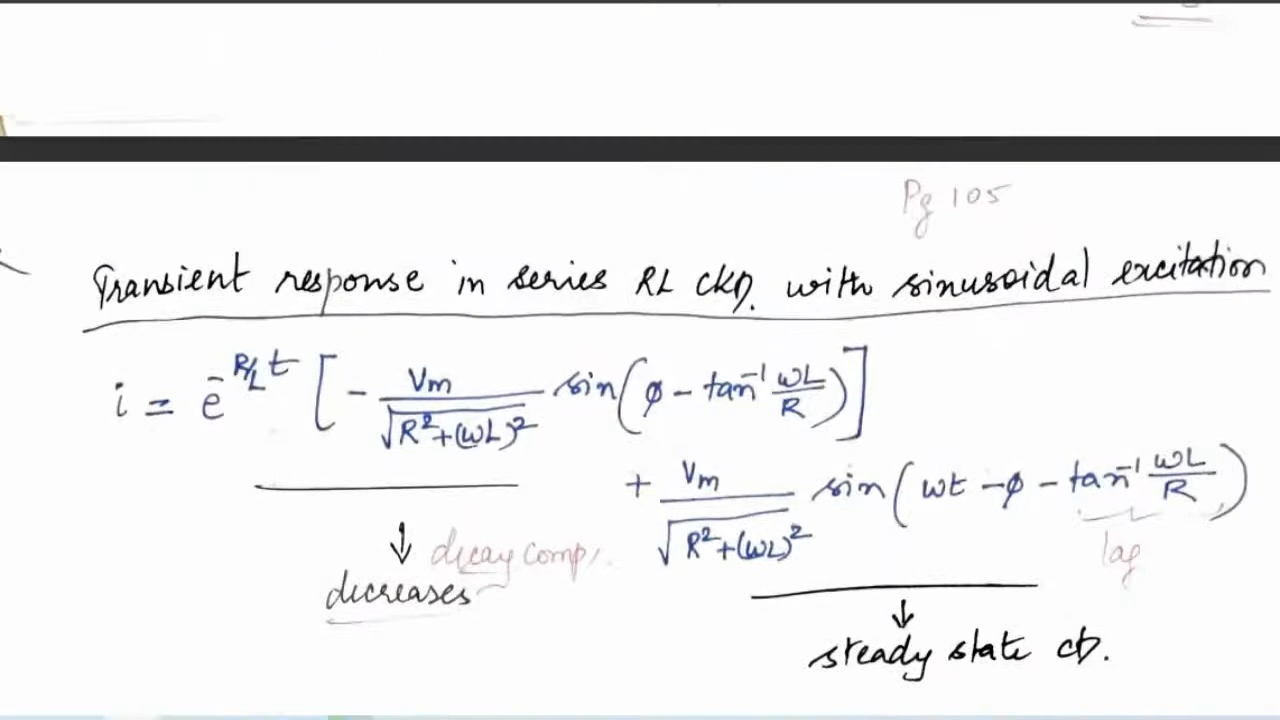 Pg 105
Transient response in series RL ckt. with sinusoidal excitation
i = e^{-R/L t} [ - Vm / √(R²+(ωL)²) sin(φ - tan⁻¹ ωL/R) ]
+ Vm / √(R²+(ωL)²) sin(ωt - φ - tan⁻¹ ωL/R)
lag
↓ decay comp.
decreases
↓
steady state ct.